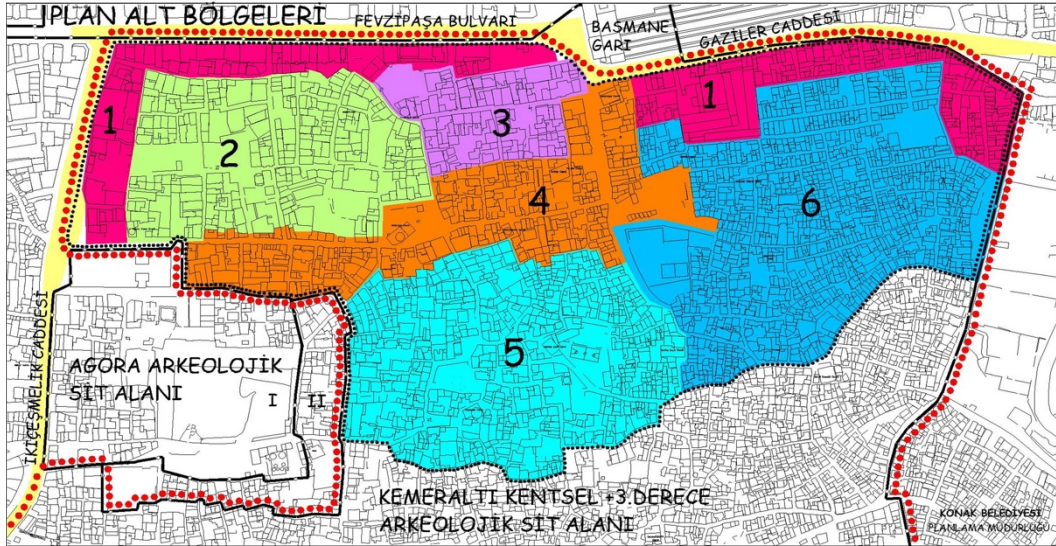 PLAN ALT BÖLGELERİ
FEVZİPAŞA BULVARI
BASMANE
GARI
GAZİLER CADDESİ
1
2
3
1
4
6
5
İKİÇEŞMELİK CADDESİ
AGORA ARKEOLOJİK
SİT ALANI
I
II
KEMERALTI KENTSEL +3.DERECE
ARKEOLOJİK SİT ALANI
KONAK BELEDİYESİ
PLANLAMA MÜDÜRLÜĞÜ